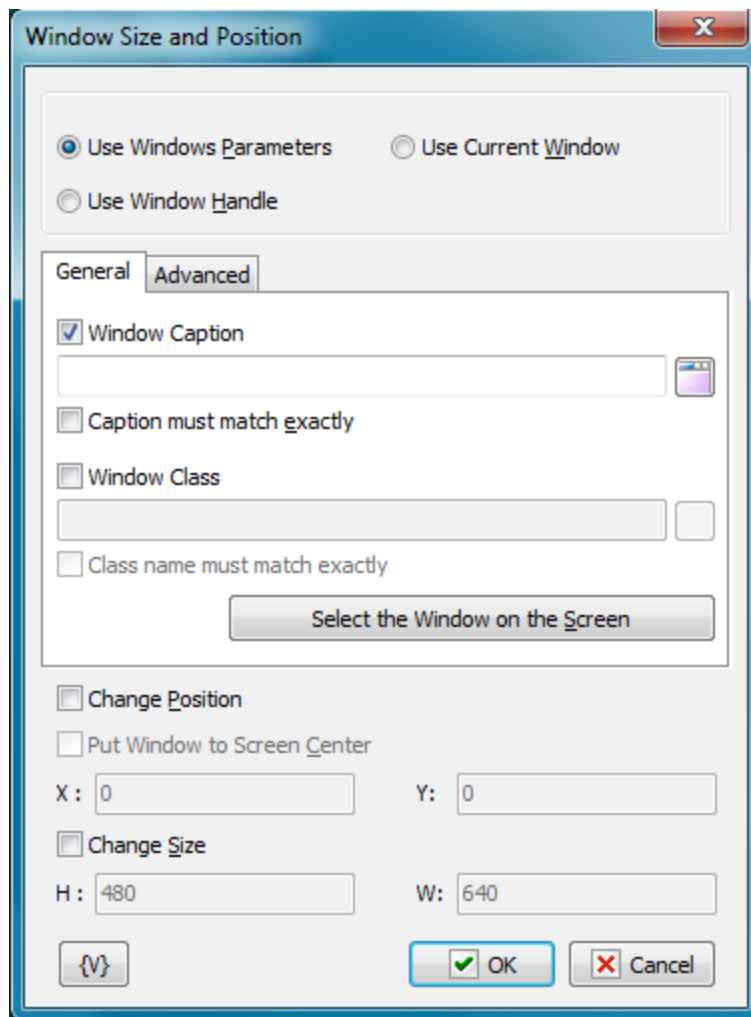 Window Size and Position
Use Windows Parameters
Use Current Window
Use Window Handle
General
Advanced
Window Caption
Caption must match exactly
Window Class
Class name must match exactly
Select the Window on the Screen
Change Position
Put Window to Screen Center
X : 0
Y: 0
Change Size
H : 480
W: 640
{V}
OK
Cancel